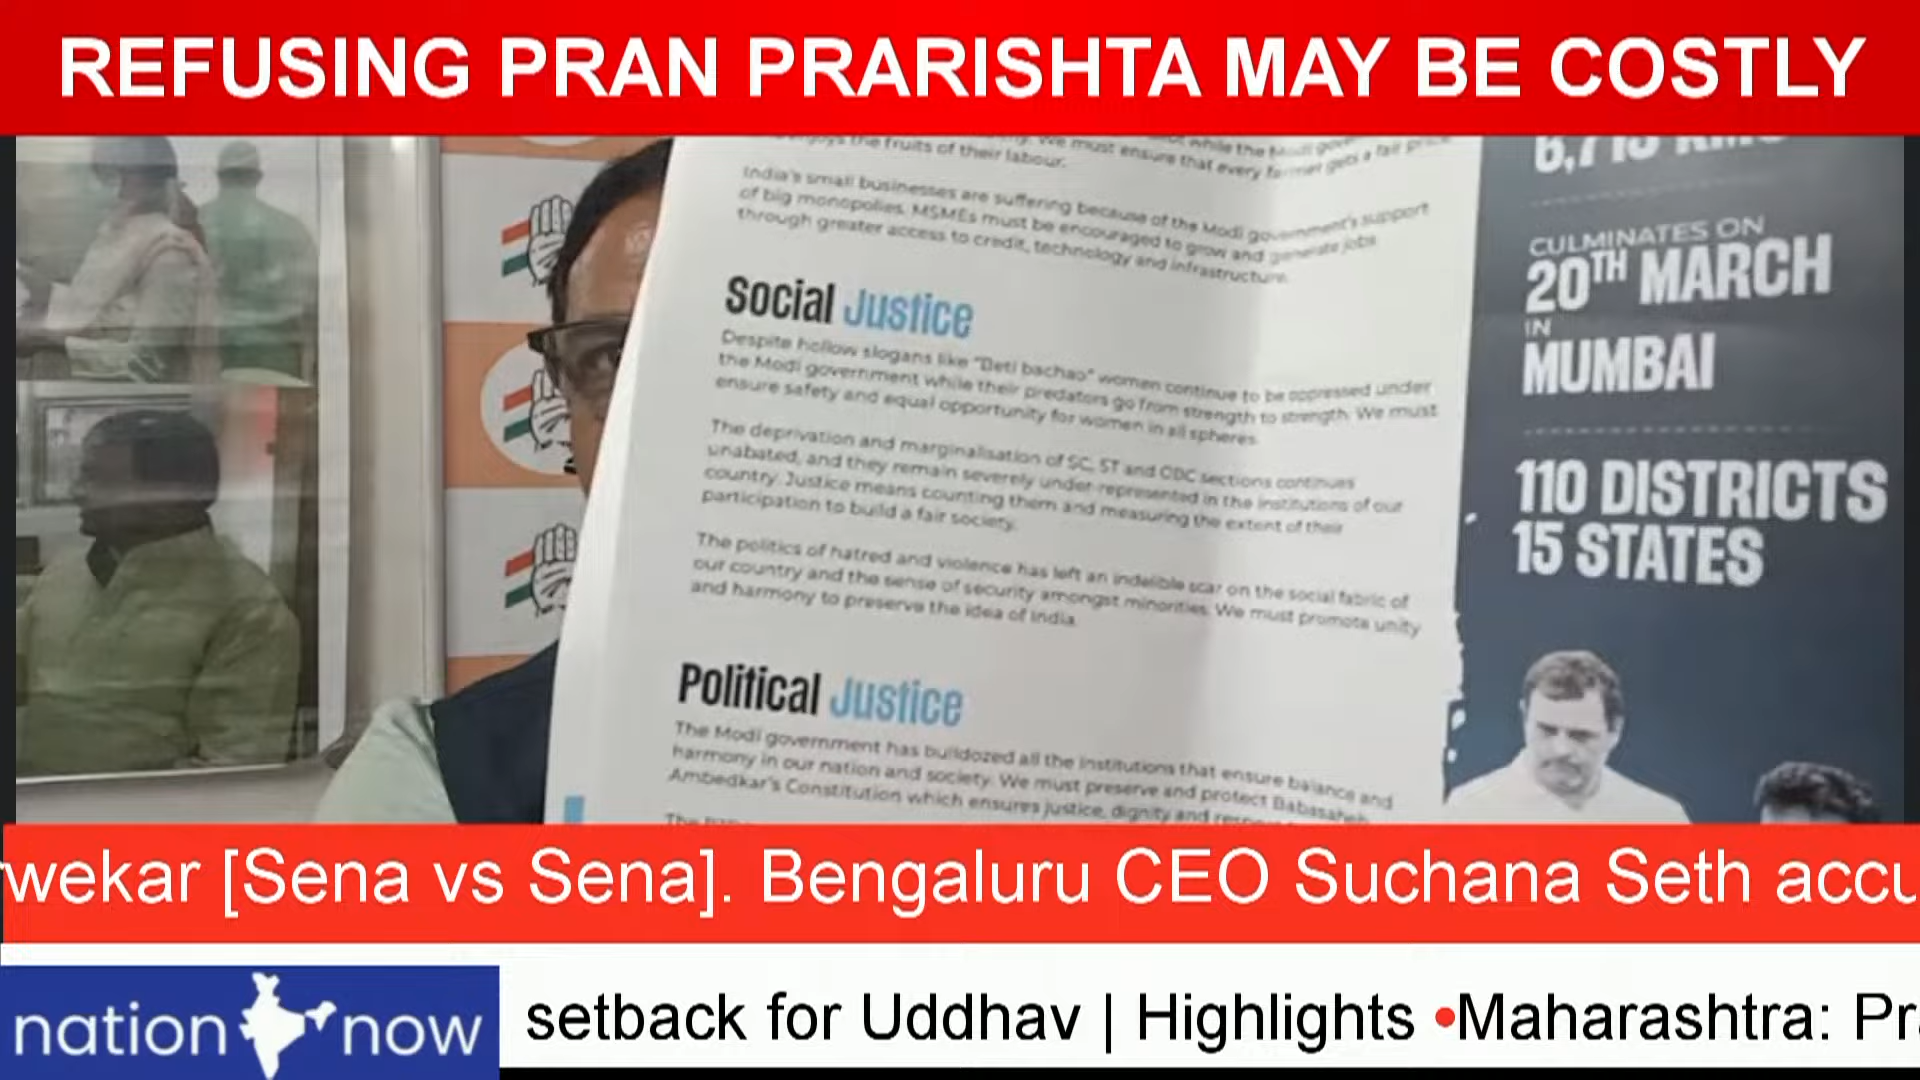 REFUSING PRAN PRARISHTA MAY BE COSTLY
enjoys the fruits of their labour. We must ensure that every farmer gets a fair price
India's small businesses are suffering because of the Modi government's support
of big monopolies. MSMEs must be encouraged to grow and generate jobs
through greater access to credit, technology and infrastructure.
Social Justice
Despite hollow slogans like "Beti bachao" women continue to be oppressed under
the Modi government while their predators go from strength to strength. We must
ensure safety and equal opportunity for women in all spheres.
The deprivation and marginalisation of SC, ST and OBC sections continues
unabated, and they remain severely under-represented in the institutions of our
country. Justice means counting them and measuring the extent of their
participation to build a fair society.
The politics of hatred and violence has left an indelible scar on the social fabric of
our country and the sense of security amongst minorities. We must promote unity
and harmony to preserve the idea of India.
Political Justice
The Modi government has bulldozed all the institutions that ensure balance and
harmony in our nation and society. We must preserve and protect Babasaheb
Ambedkar's Constitution which ensures justice, dignity and
CULMINATES ON
20TH MARCH
IN
MUMBAI
110 DISTRICTS
15 STATES
wekar [Sena vs Sena]. Bengaluru CEO Suchana Seth accu
nation now
setback for Uddhav | Highlights •Maharashtra: Pr